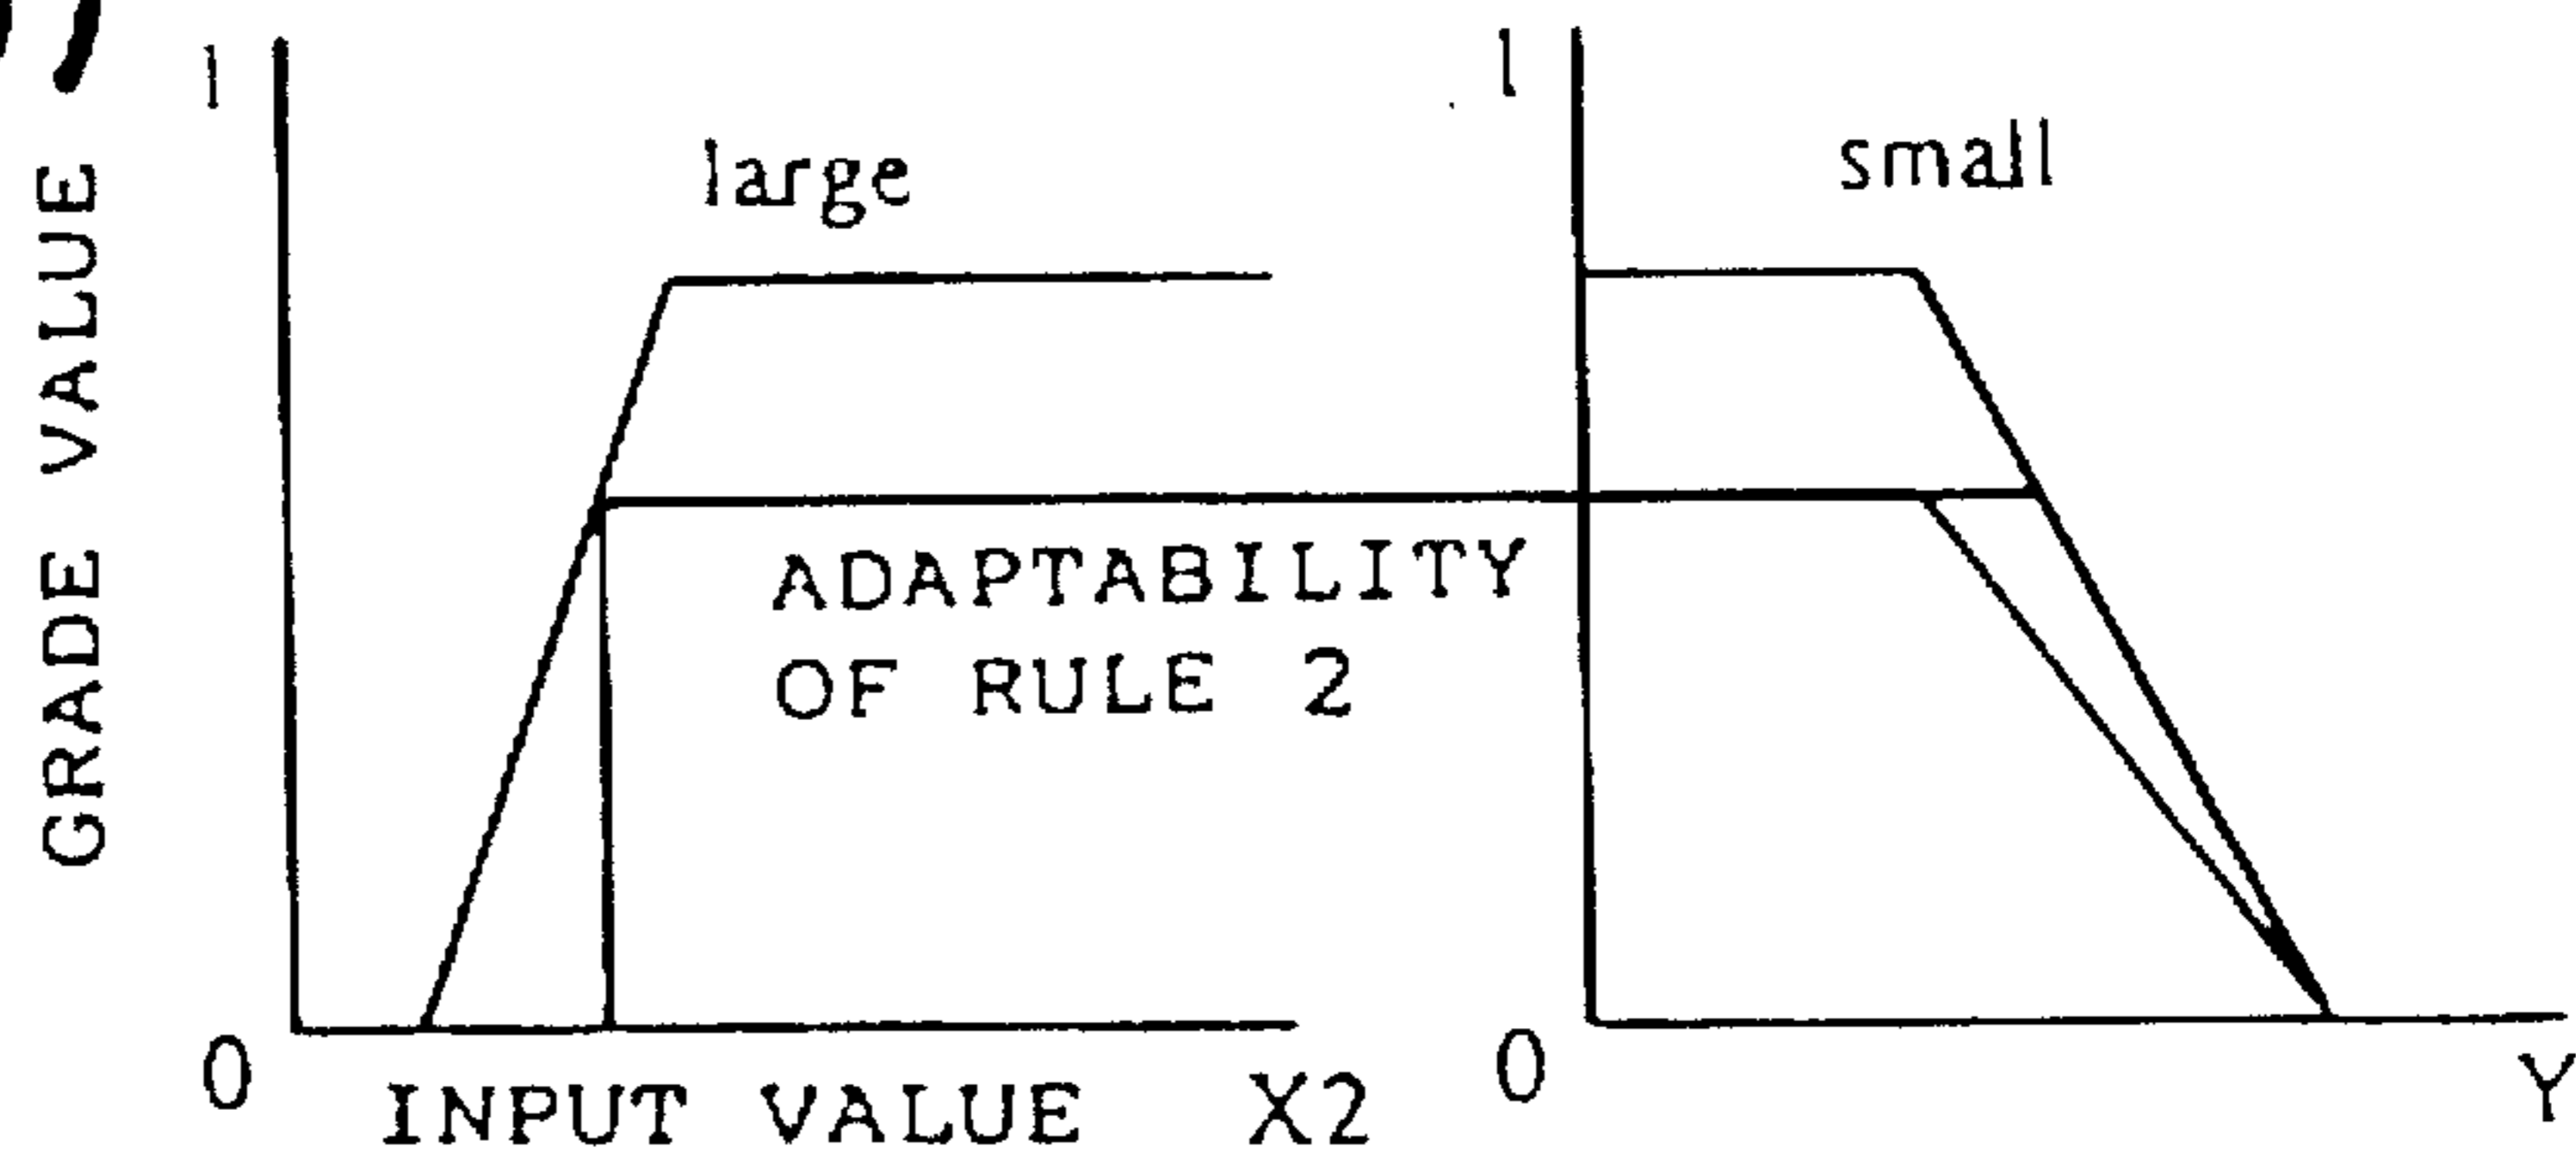 1
large
GRADE VALUE
ADAPTABILITY
OF RULE 2
0
INPUT VALUE
X2
1
small
0
Y